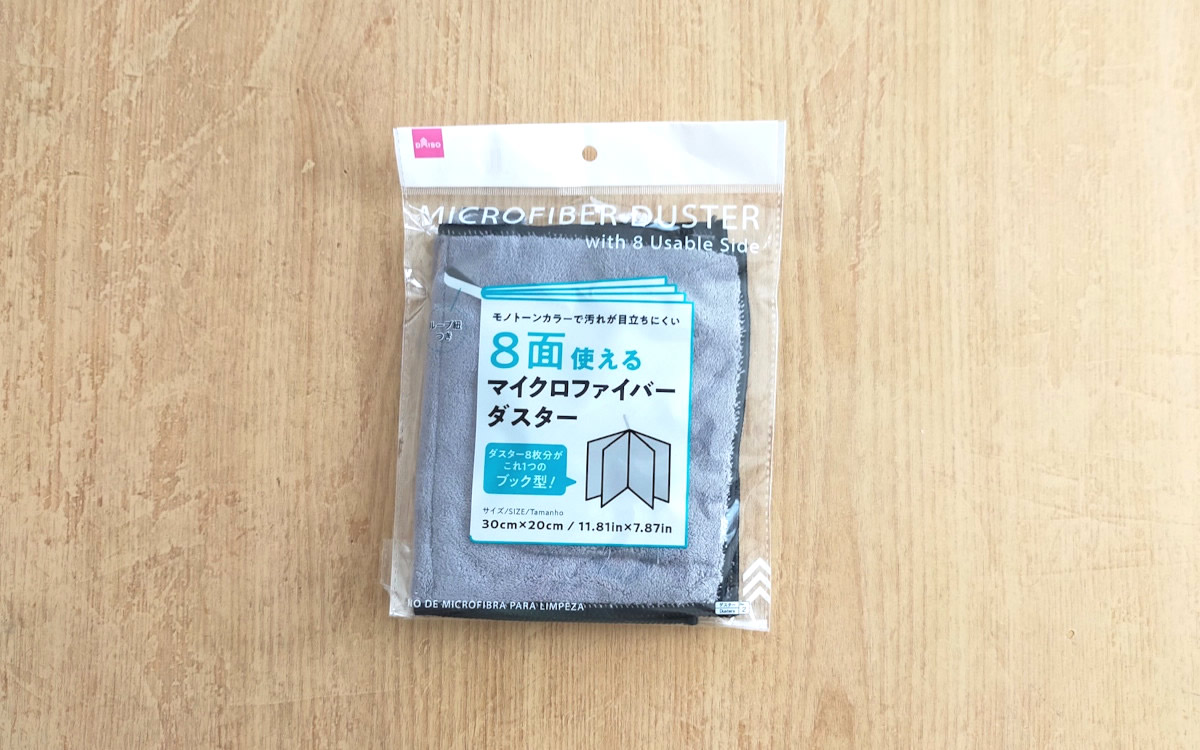 DAISO
MICROFIBER DUSTER
with 8 Usable Side
モノトーンカラーで汚れが目立ちにくい
ループ紐
つき
8面使える
マイクロファイバー
ダスター
ダスター8枚分が
これ1つの
ブック型!
サイズ/SIZE/Tamanho
30cm×20cm / 11.81in×7.87in
NO DE MICROFIBRA PARA LIMPEZA